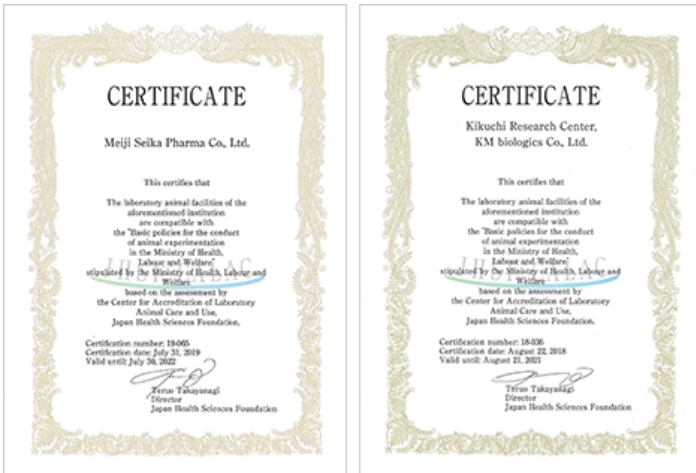 CERTIFICATE
Meiji Seika Pharma Co., Ltd.
This certifies that
The laboratory animal facilities of the
aforementioned institution
are compatible with
the "Basic policies for the conduct
of animal experimentation
in the Ministry of Health,
Labour and Welfare"
stipulated by the Ministry of Health, Labour and
Welfare
based on the assessment by
the Center for Accreditation of Laboratory
Animal Care and Use,
Japan Health Sciences Foundation.
Certification number: 19-065
Certification date: July 31, 2019
Valid until: July 30, 2022
Teruo Takayanagi
Director
Japan Health Sciences Foundation
CERTIFICATE
Kikuchi Research Center,
KM biologics Co., Ltd.
This certifies that
The laboratory animal facilities of the
aforementioned institution
are compatible with
the "Basic policies for the conduct
of animal experimentation
in the Ministry of Health,
Labour and Welfare"
stipulated by the Ministry of Health, Labour and
Welfare
based on the assessment by
the Center for Accreditation of Laboratory
Animal Care and Use,
Japan Health Sciences Foundation.
Certification number: 18-036
Certification date: August 22, 2018
Valid until: August 21, 2021
Teruo Takayanagi
Director
Japan Health Sciences Foundation